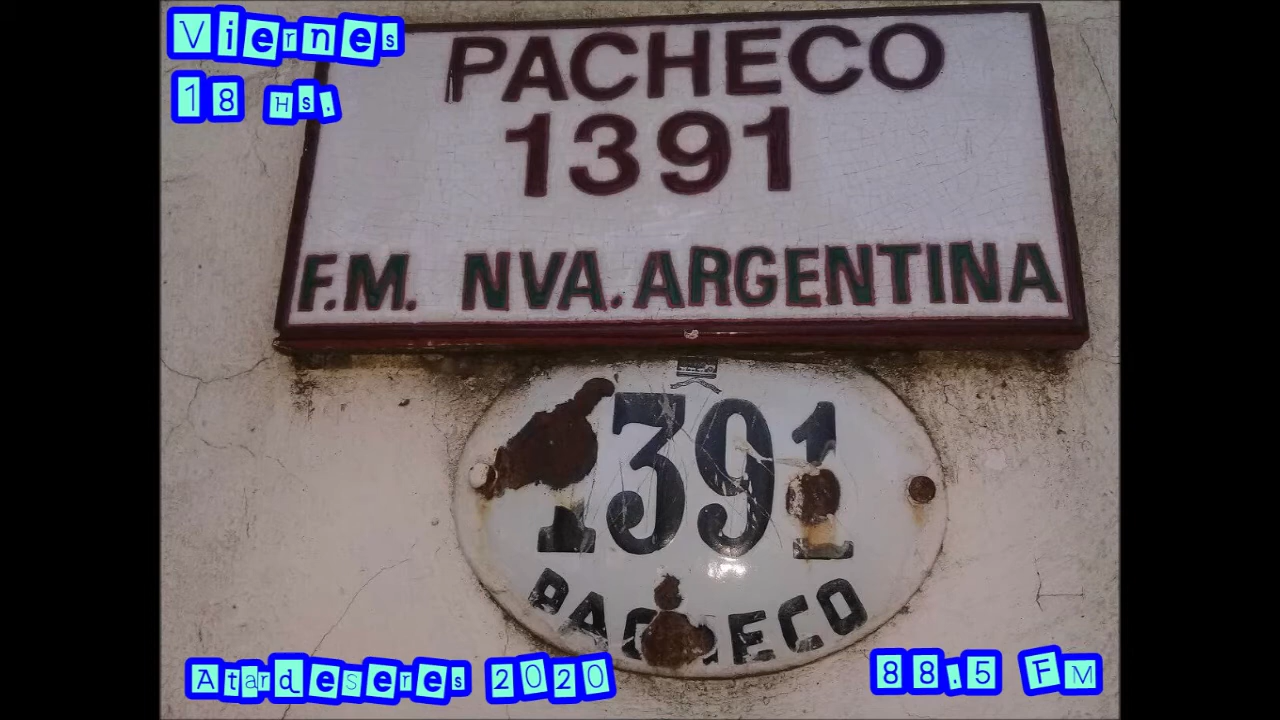 Viernes
18 Hs.
PACHECO
1391
F.M. NVA. ARGENTINA
1391
PACHECO
Atardeseres 2020
88.5 FM